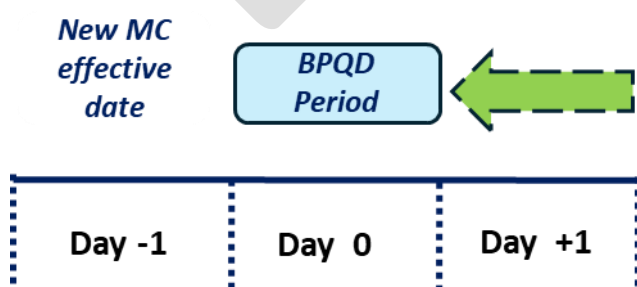 New MC
effective
date
BPQD
Period
Day -1
Day 0
Day +1